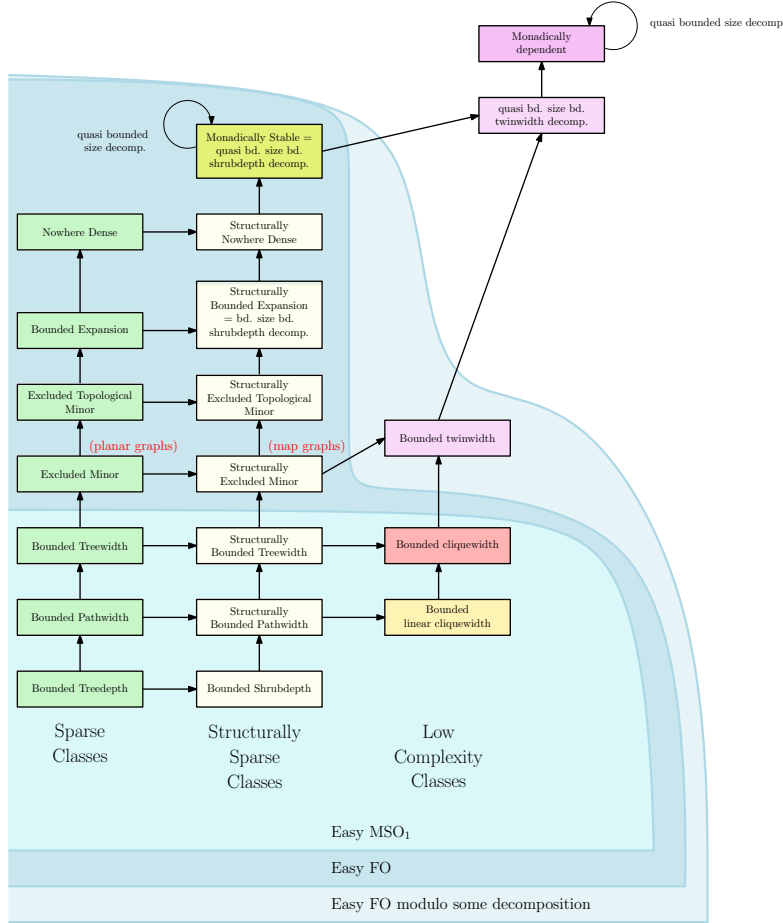 quasi bounded size decomp
Monadically
dependent
quasi bd. size bd.
twinwidth decomp.
quasi bounded
size decomp.
Monadically Stable =
quasi bd. size bd.
shrubdepth decomp.
Nowhere Dense
Structurally
Nowhere Dense
Structurally
Bounded Expansion
= bd. size bd.
shrubdepth decomp.
Bounded Expansion
Excluded Topological
Minor
Structurally
Excluded Topological
Minor
(planar graphs)
(map graphs)
Bounded twinwidth
Excluded Minor
Structurally
Excluded Minor
Bounded Treewidth
Structurally
Bounded Treewidth
Bounded cliquewidth
Bounded Pathwidth
Structurally
Bounded Pathwidth
Bounded
linear cliquewidth
Bounded Treedepth
Bounded Shrubdepth
Sparse
Classes
Structurally
Sparse
Classes
Low
Complexity
Classes
Easy MSO₁
Easy FO
Easy FO modulo some decomposition